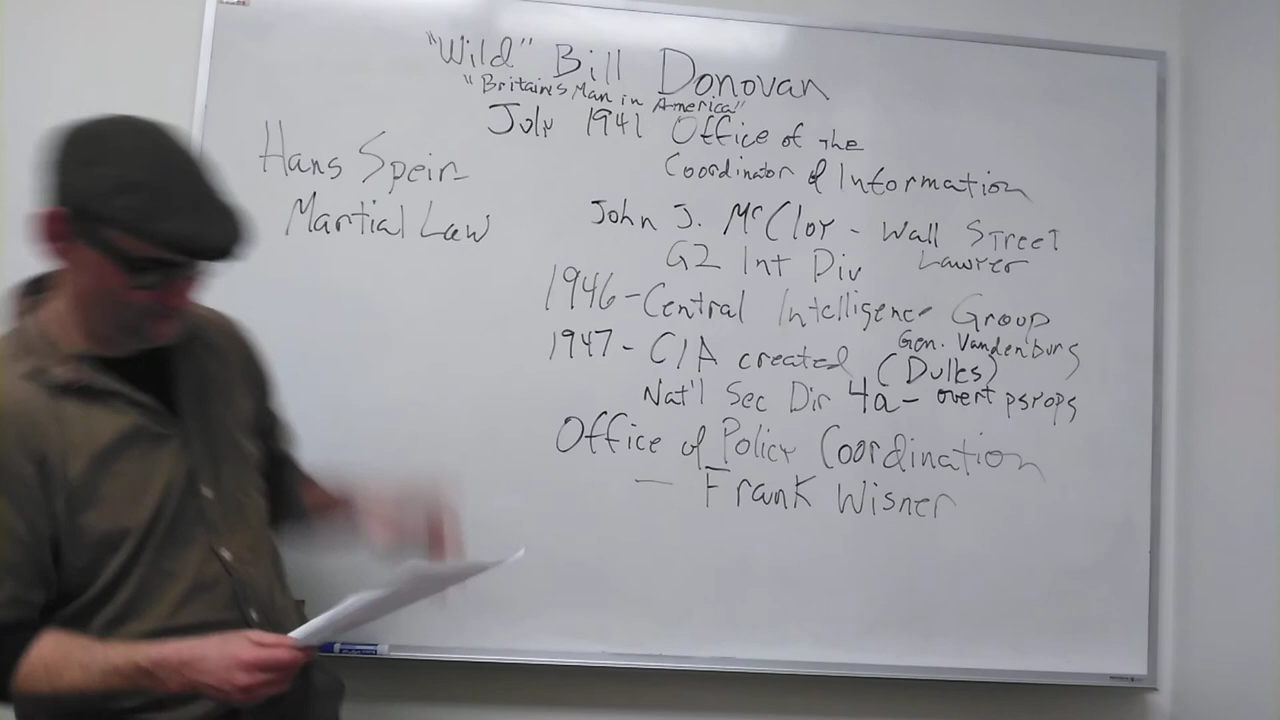 "Wild" Bill Donovan
"Britain's Man in America"
July 1941 Office of the
Coordinator of Information
Hans Speir
Martial Law
John J. McCloy - Wall Street
Lawyer
G2 Int Div
1946 - Central Intelligence Group
Gen. Vandenburg
1947 - CIA created (Dulles)
Nat'l Sec Dir 4a - overt psyops
Office of Policy Coordination
— Frank Wisner